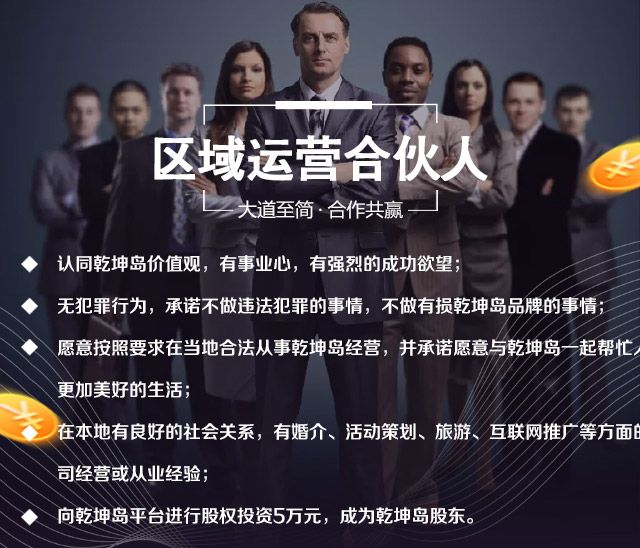 区域运营合伙人
大道至简·合作共赢
认同乾坤岛价值观，有事业心，有强烈的成功欲望；
无犯罪行为，承诺不做违法犯罪的事情，不做有损乾坤岛品牌的事情；
愿意按照要求在当地合法从事乾坤岛经营，并承诺愿意与乾坤岛一起帮忙
更加美好的生活；
在本地有良好的社会关系，有婚介、活动策划、旅游、互联网推广等方面的
司经营或从业经验；
向乾坤岛平台进行股权投资5万元，成为乾坤岛股东。